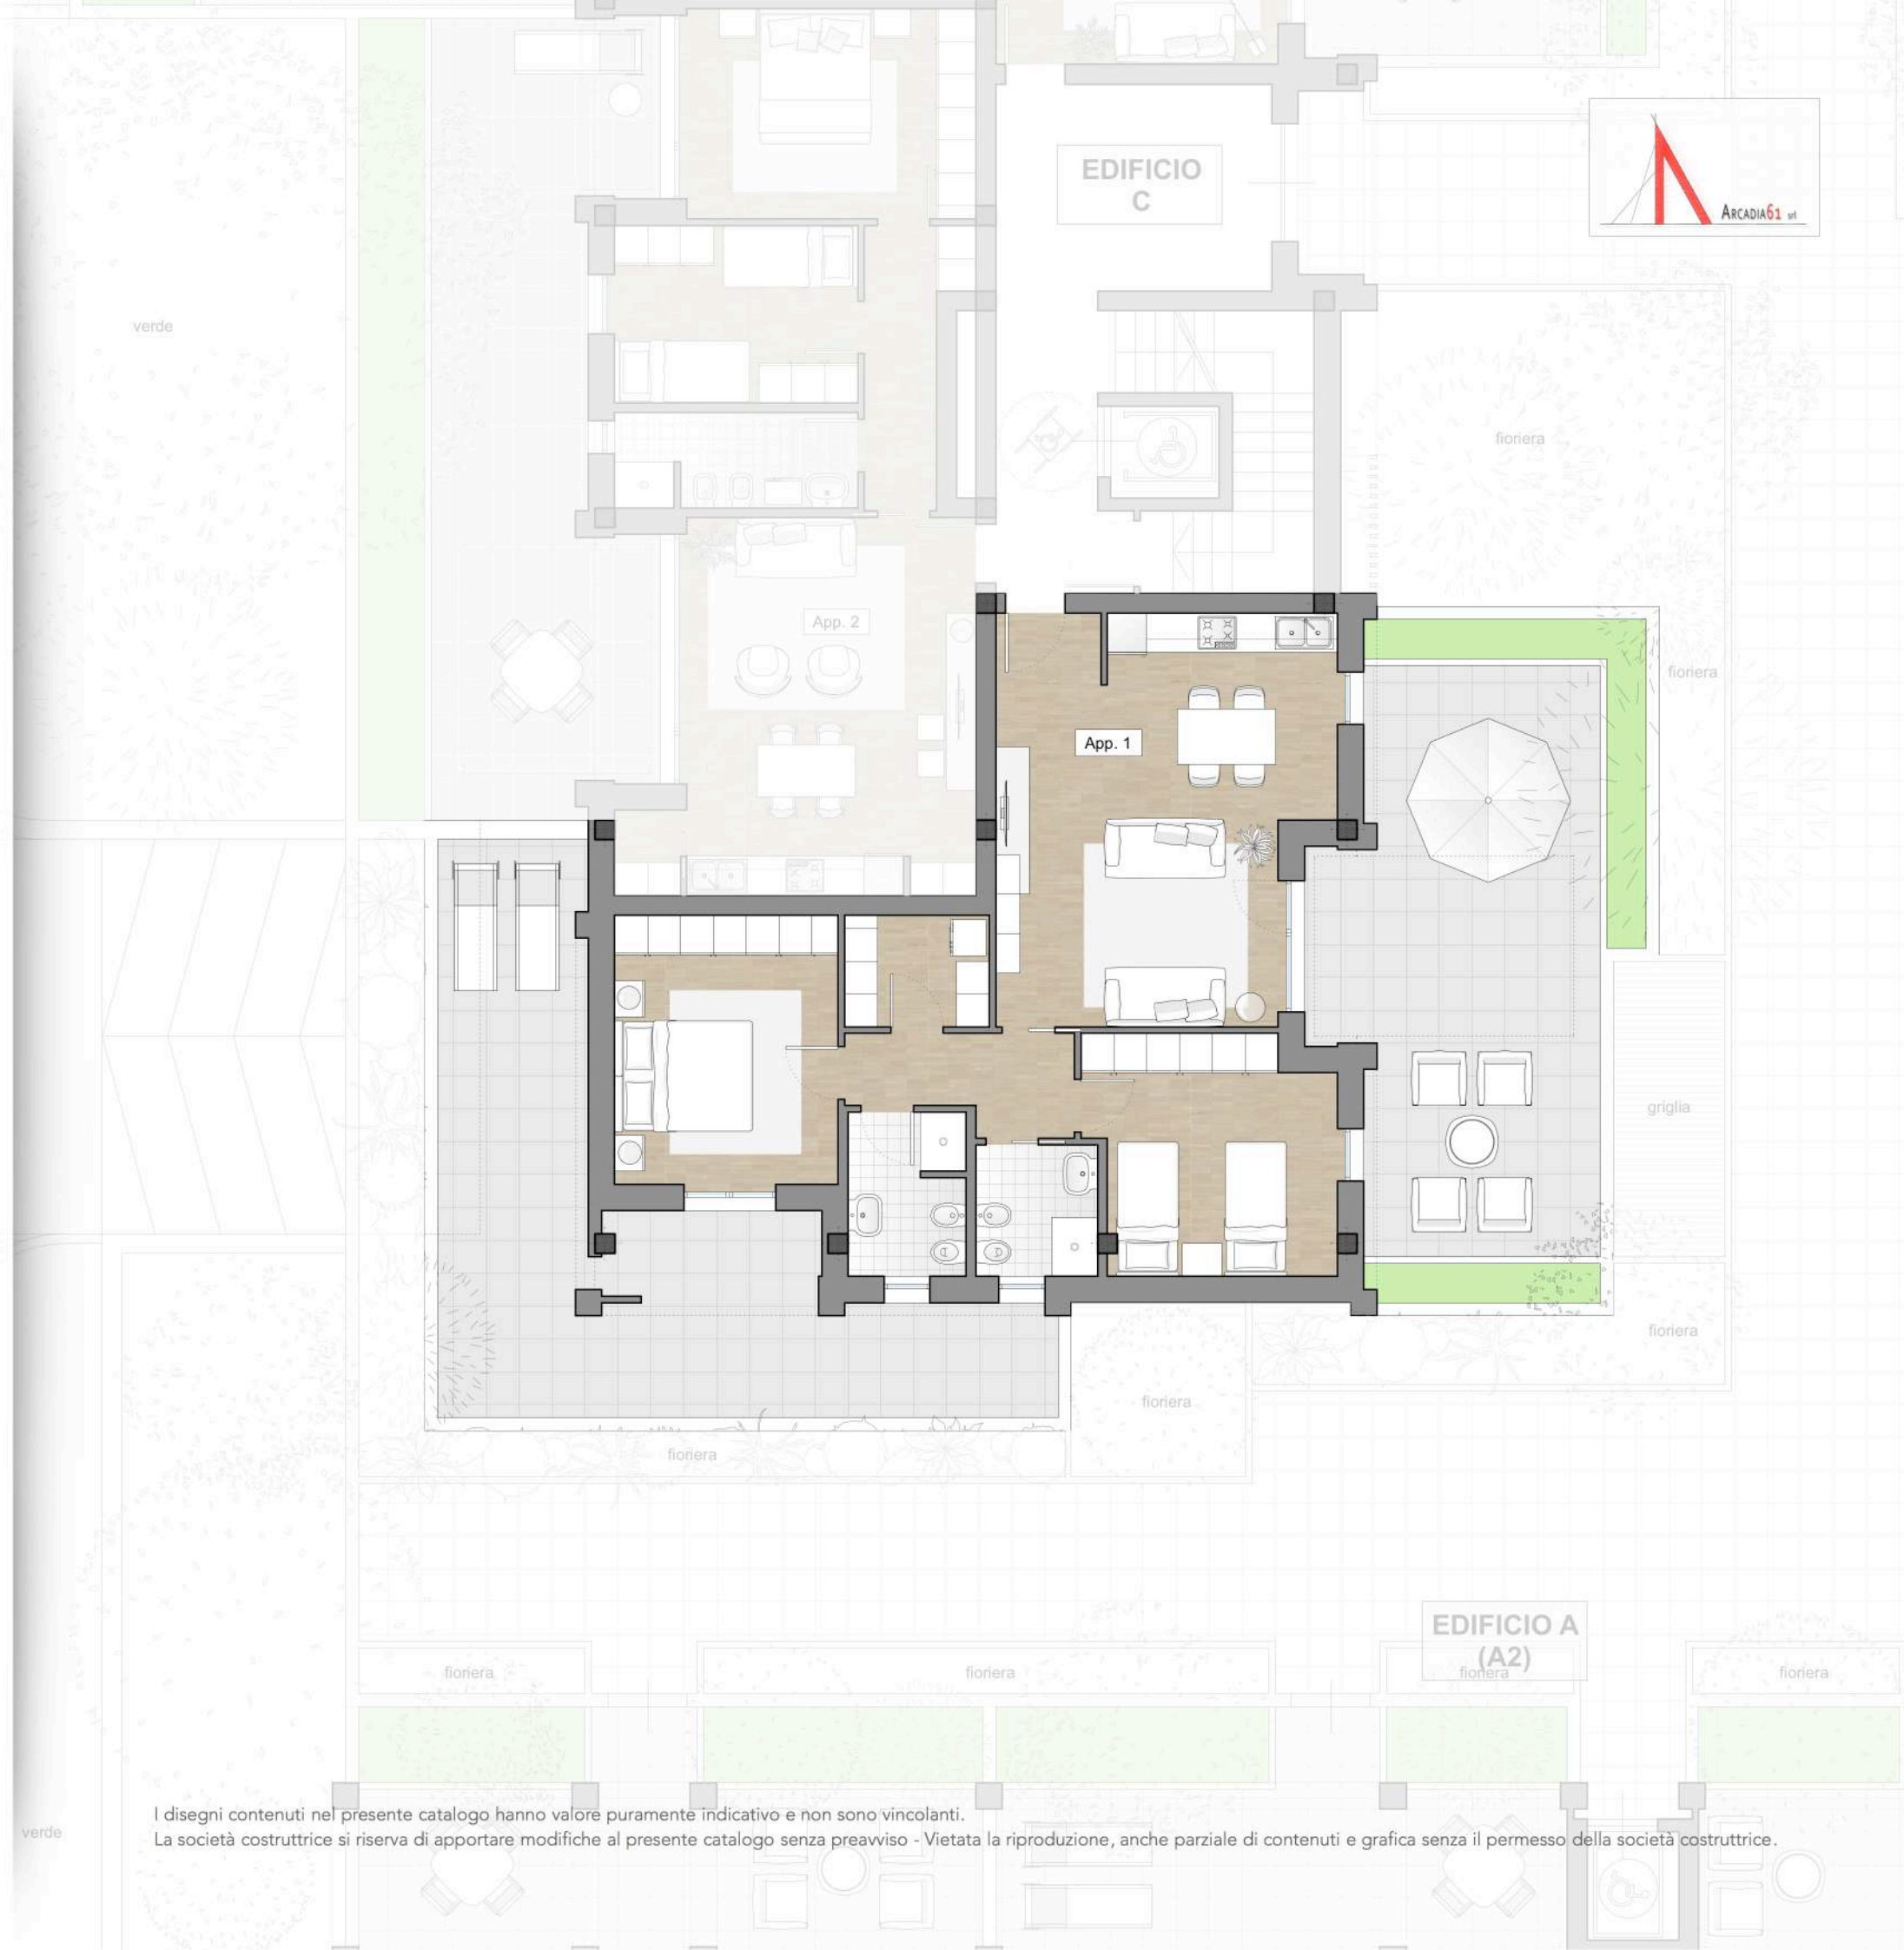 EDIFICIO
C
ARCADIA61 srl
verde
fioriera
App. 2
fioriera
App. 1
griglia
fioriera
fioriera
fioriera
EDIFICIO A
(A2)
fioriera
fioriera
fioriera
fioriera
I disegni contenuti nel presente catalogo hanno valore puramente indicativo e non sono vincolanti.
verde
La società costruttrice si riserva di apportare modifiche al presente catalogo senza preavviso - Vietata la riproduzione, anche parziale di contenuti e grafica senza il permesso della società costruttrice.